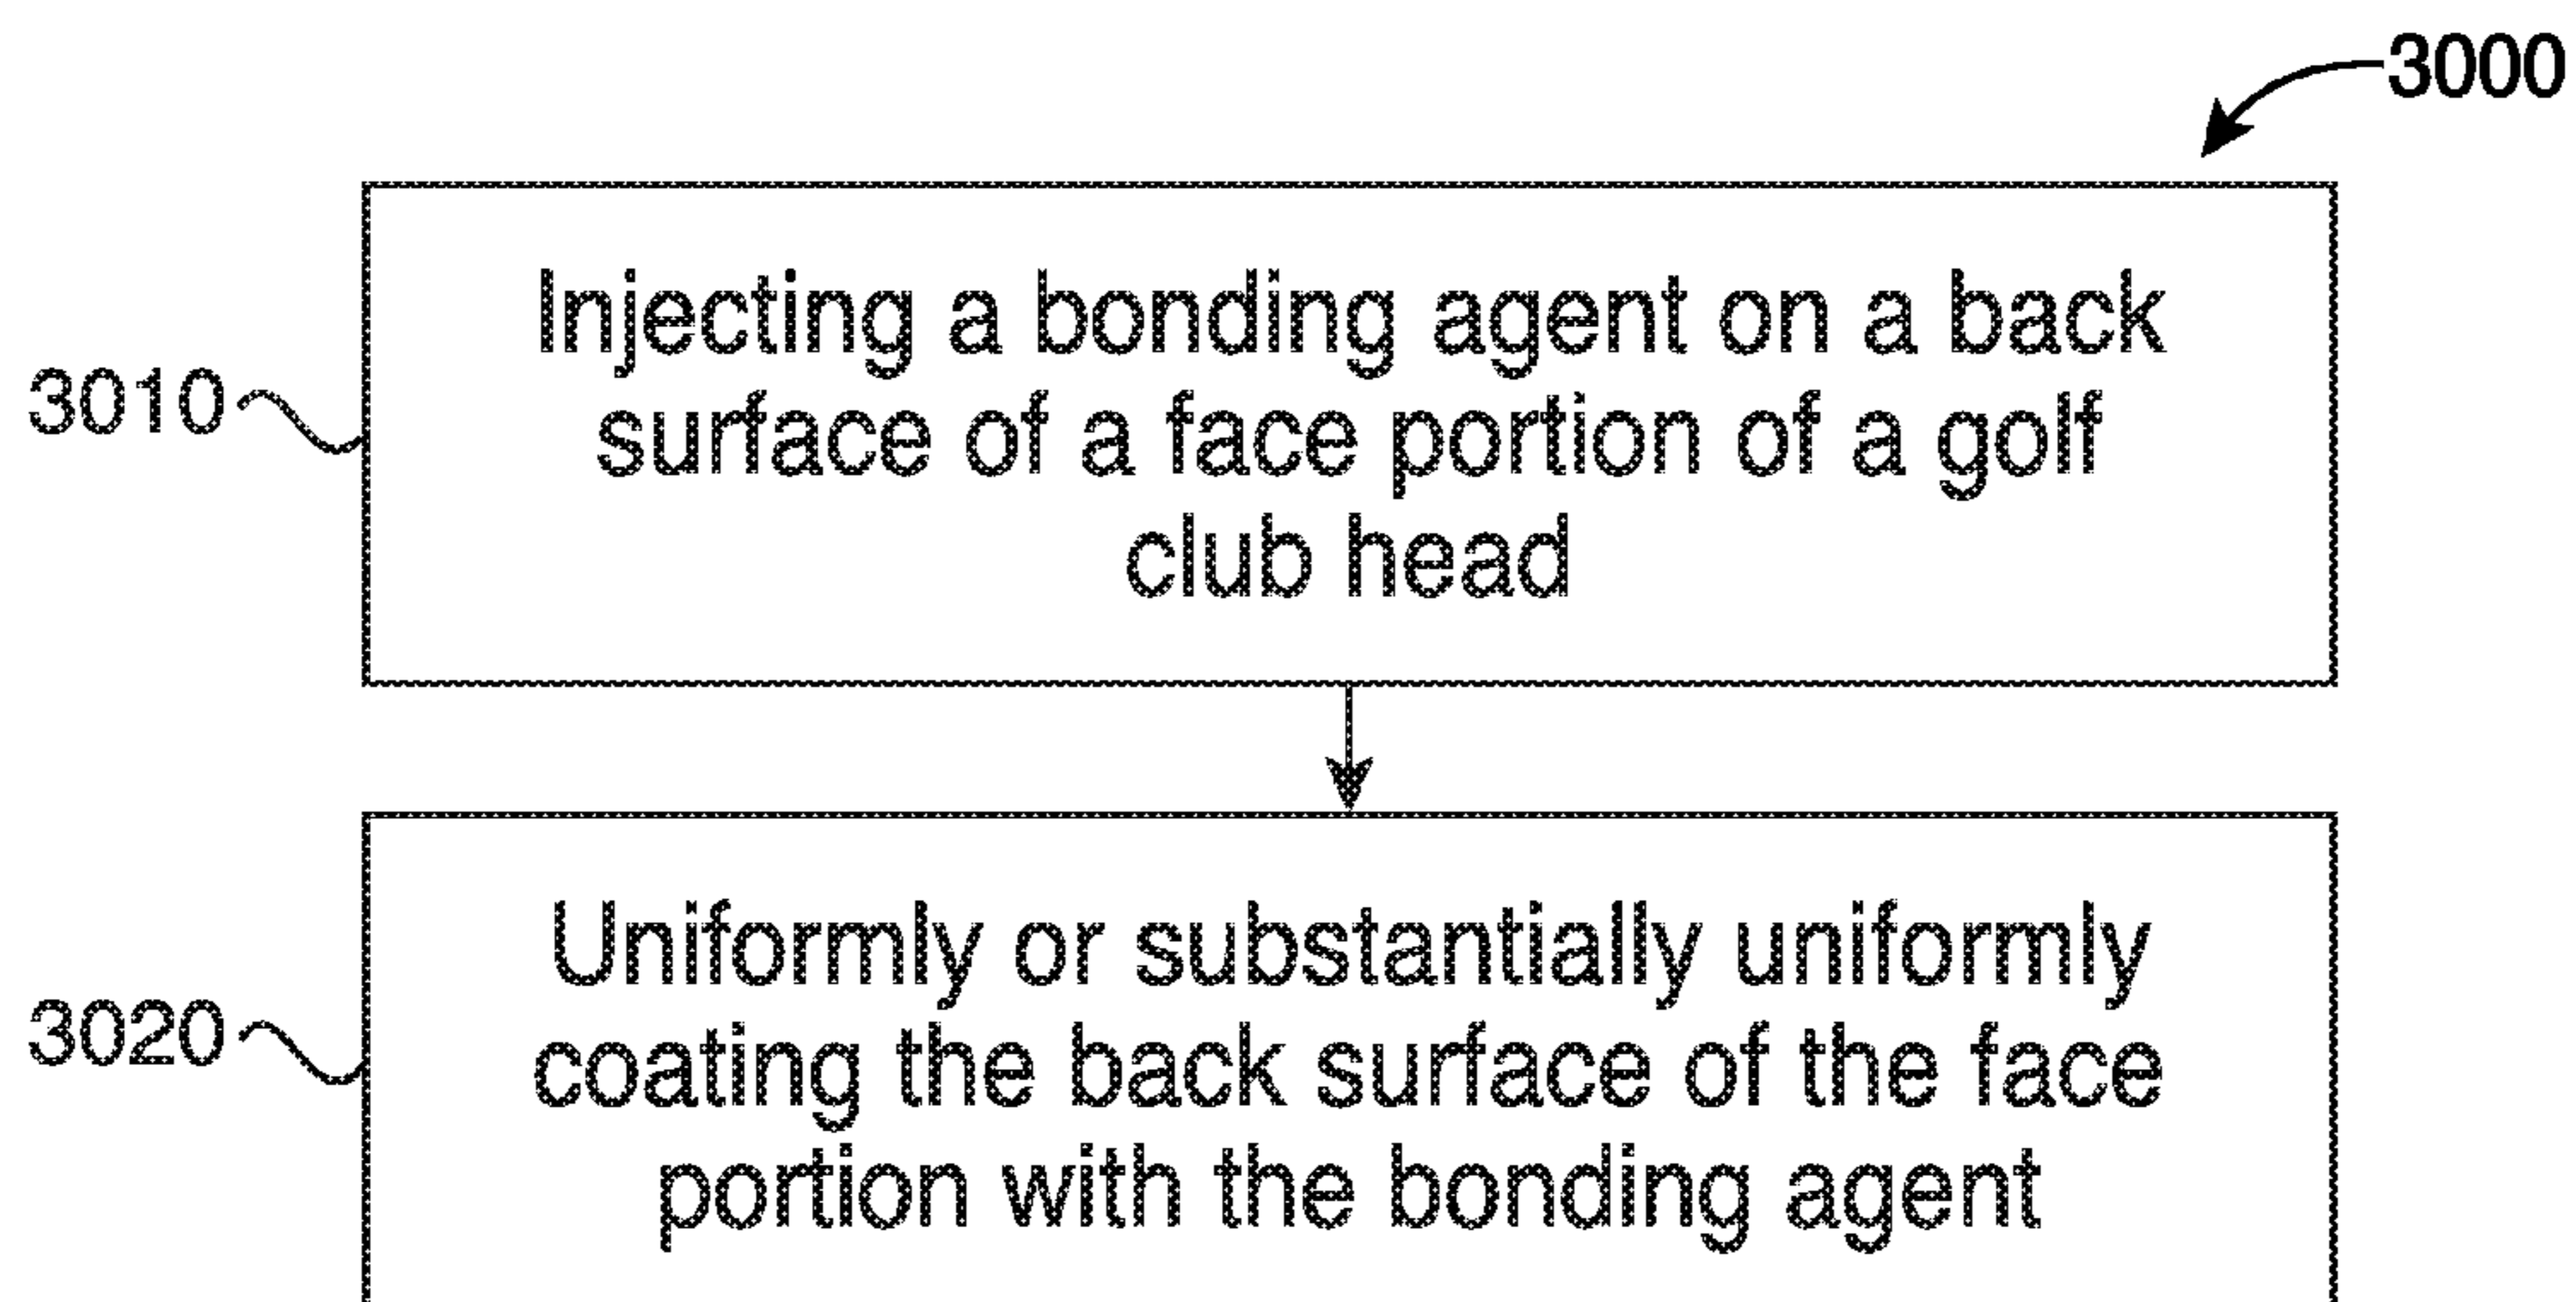 3000
Injecting a bonding agent on a back
surface of a face portion of a golf
club head
3010
Uniformly or substantially uniformly
coating the back surface of the face
portion with the bonding agent
3020